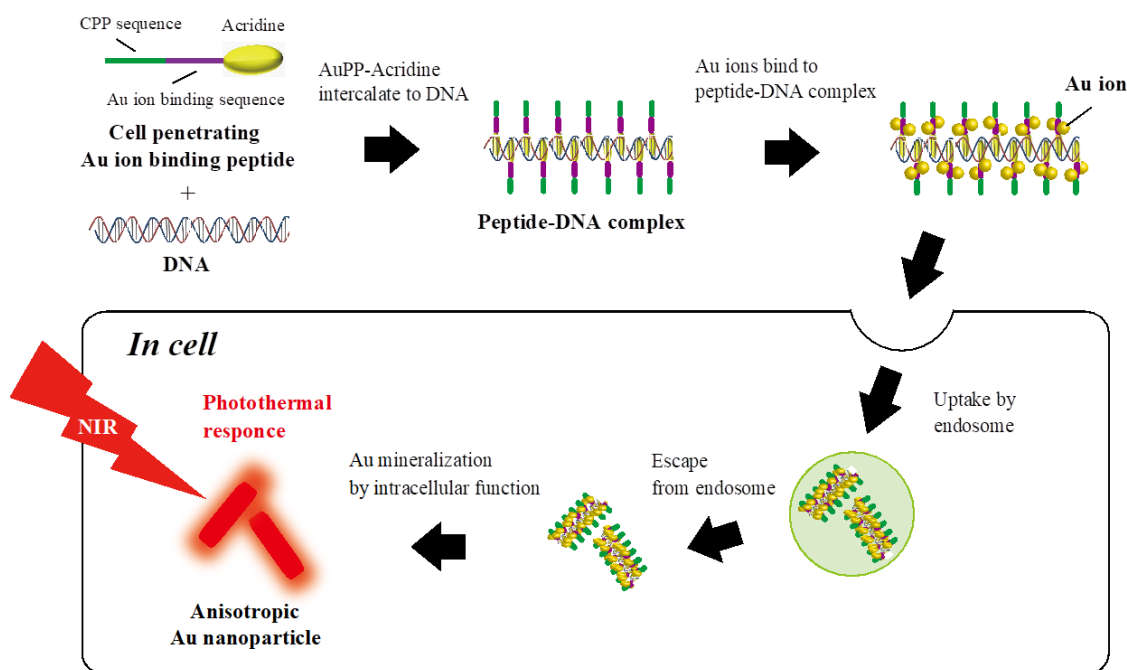 CPP sequence
Acridine
Au ion binding sequence
Cell penetrating
Au ion binding peptide
+
DNA
AuPP-Acridine
intercalate to DNA
Peptide-DNA complex
Au ions bind to
peptide-DNA complex
Au ion
In cell
Uptake by
endosome
Escape
from endosome
Au mineralization
by intracellular function
NIR
Photothermal
responce
Anisotropic
Au nanoparticle